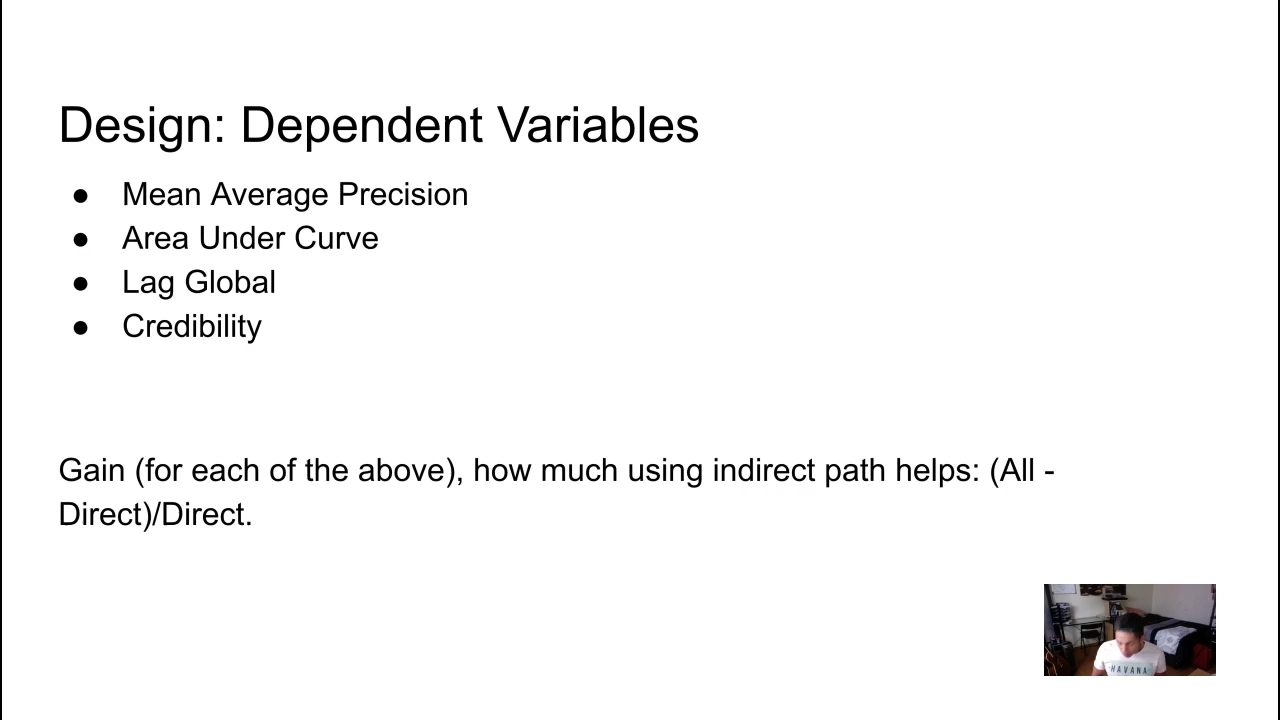 Design: Dependent Variables
● Mean Average Precision
● Area Under Curve
● Lag Global
● Credibility
Gain (for each of the above), how much using indirect path helps: (All -
Direct)/Direct.
HAVANA